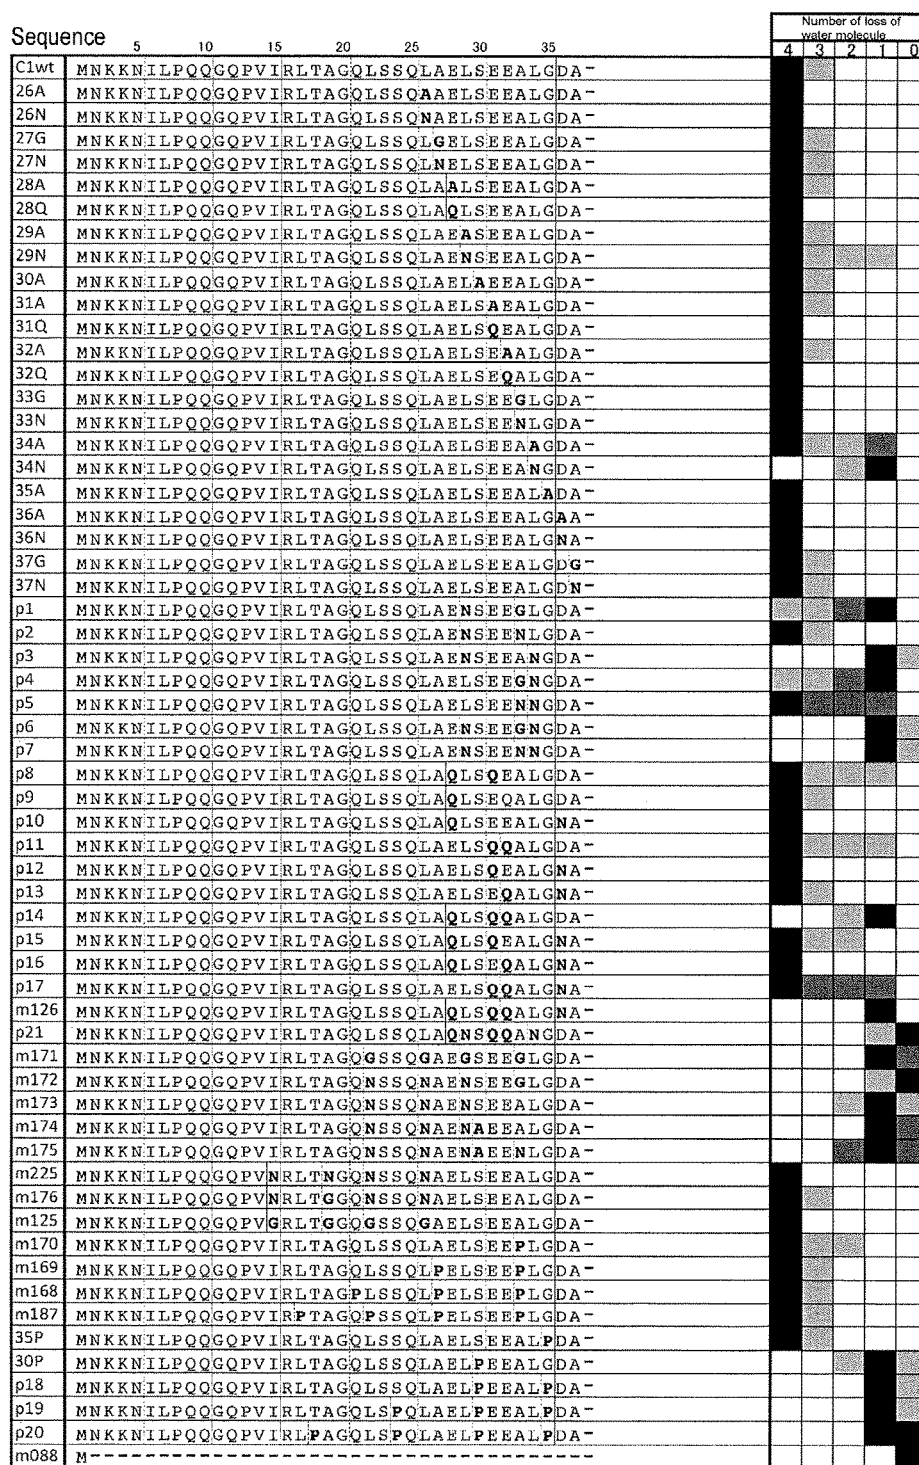 Number of loss of
water molecule
Sequence 5 10 15 20 25 30 35 4 3 2 1 0
C1wt MNKKNILPQQGQPVIRLTAGQLSSQLAELSEEALGDA-
26A MNKKNILPQQGQPVIRLTAGQLSSQAAELSEEALGDA-
26N MNKKNILPQQGQPVIRLTAGQLSSQNAELSEEALGDA-
27G MNKKNILPQQGQPVIRLTAGQLSSQLGELSEEALGDA-
27N MNKKNILPQQGQPVIRLTAGQLSSQLNELSEEALGDA-
28A MNKKNILPQQGQPVIRLTAGQLSSQLAALSEEALGDA-
28Q MNKKNILPQQGQPVIRLTAGQLSSQLAQLSEEALGDA-
29A MNKKNILPQQGQPVIRLTAGQLSSQLAEASEEALGDA-
29N MNKKNILPQQGQPVIRLTAGQLSSQLAENSEEALGDA-
30A MNKKNILPQQGQPVIRLTAGQLSSQLAELAEEALGDA-
31A MNKKNILPQQGQPVIRLTAGQLSSQLAELSAEALGDA-
31Q MNKKNILPQQGQPVIRLTAGQLSSQLAELSQEALGDA-
32A MNKKNILPQQGQPVIRLTAGQLSSQLAELSEAALGDA-
32Q MNKKNILPQQGQPVIRLTAGQLSSQLAELSEQALGDA-
33G MNKKNILPQQGQPVIRLTAGQLSSQLAELSEEGLGDA-
33N MNKKNILPQQGQPVIRLTAGQLSSQLAELSEENLGDA-
34A MNKKNILPQQGQPVIRLTAGQLSSQLAELSEEAAGDA-
34N MNKKNILPQQGQPVIRLTAGQLSSQLAELSEEANGDA-
35A MNKKNILPQQGQPVIRLTAGQLSSQLAELSEEALADA-
36A MNKKNILPQQGQPVIRLTAGQLSSQLAELSEEALGAA-
36N MNKKNILPQQGQPVIRLTAGQLSSQLAELSEEALGNA-
37G MNKKNILPQQGQPVIRLTAGQLSSQLAELSEEALGDG-
37N MNKKNILPQQGQPVIRLTAGQLSSQLAELSEEALGDN-
p1 MNKKNILPQQGQPVIRLTAGQLSSQLAENSEEGLGDA-
p2 MNKKNILPQQGQPVIRLTAGQLSSQLAENSEENLGDA-
p3 MNKKNILPQQGQPVIRLTAGQLSSQLAENSEEANGDA-
p4 MNKKNILPQQGQPVIRLTAGQLSSQLAELSEEGNGDA-
p5 MNKKNILPQQGQPVIRLTAGQLSSQLAELSEENNGDA-
p6 MNKKNILPQQGQPVIRLTAGQLSSQLAENSEEGNGDA-
p7 MNKKNILPQQGQPVIRLTAGQLSSQLAENSEENNGDA-
p8 MNKKNILPQQGQPVIRLTAGQLSSQLAQLSQEALGDA-
p9 MNKKNILPQQGQPVIRLTAGQLSSQLAQLSEQALGDA-
p10 MNKKNILPQQGQPVIRLTAGQLSSQLAQLSEEALGNA-
p11 MNKKNILPQQGQPVIRLTAGQLSSQLAELSQQALGDA-
p12 MNKKNILPQQGQPVIRLTAGQLSSQLAELSQEALGNA-
p13 MNKKNILPQQGQPVIRLTAGQLSSQLAELSEQALGNA-
p14 MNKKNILPQQGQPVIRLTAGQLSSQLAQLSQQALGDA-
p15 MNKKNILPQQGQPVIRLTAGQLSSQLAQLSQEALGNA-
p16 MNKKNILPQQGQPVIRLTAGQLSSQLAQLSEQALGNA-
p17 MNKKNILPQQGQPVIRLTAGQLSSQLAELSQQALGNA-
m126 MNKKNILPQQGQPVIRLTAGQLSSQLAQLSQQALGNA-
p21 MNKKNILPQQGQPVIRLTAGQLSSQLAQNSQQANGDA-
m171 MNKKNILPQQGQPVIRLTAGQGSSQGAEGSEEGLGDA-
m172 MNKKNILPQQGQPVIRLTAGQNSSQNAENSEEGLGDA-
m173 MNKKNILPQQGQPVIRLTAGQNSSQNAENSEEALGDA-
m174 MNKKNILPQQGQPVIRLTAGQNSSQNAENAEEALGDA-
m175 MNKKNILPQQGQPVIRLTAGQNSSQNAENAEENLGDA-
m225 MNKKNILPQQGQPVNRLTNGQNSSQNAELSEEALGDA-
m176 MNKKNILPQQGQPVNRLTGGQNSSQNAELSEEALGDA-
m125 MNKKNILPQQGQPVGRLTGGQGSSQGAELSEEALGDA-
m170 MNKKNILPQQGQPVIRLTAGQLSSQLAELSEEPLGDA-
m169 MNKKNILPQQGQPVIRLTAGQLSSQLPELSEEPLGDA-
m168 MNKKNILPQQGQPVIRLTAGPLSSQLPELSEEPLGDA-
m187 MNKKNILPQQGQPVIRPTAGQPSSQLPELSEEPLGDA-
35P MNKKNILPQQGQPVIRLTAGQLSSQLAELSEEALPDA-
30P MNKKNILPQQGQPVIRLTAGQLSSQLAELPEEALGDA-
p18 MNKKNILPQQGQPVIRLTAGQLSSQLAELPEEALPDA-
p19 MNKKNILPQQGQPVIRLTAGQLSPQLAELPEEALPDA-
p20 MNKKNILPQQGQPVIRLPAGQLSPQLAELPEEALPDA-
m088 M-------------------------------------